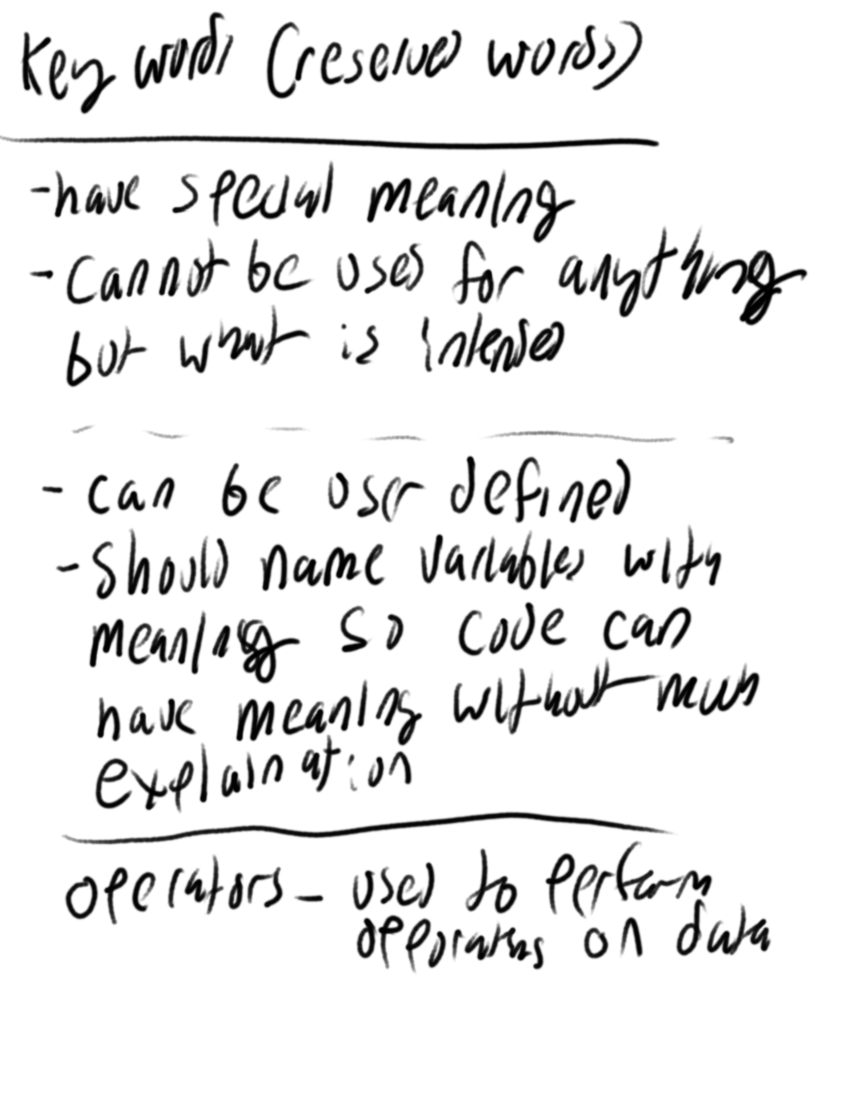 Key words (reserved words)
- have special meaning
- Cannot be used for anything
but what is intended
- can be user defined
- Should name variables with
meaning so code can
have meaning without much
explaination
operators - used to perform
opporations on data